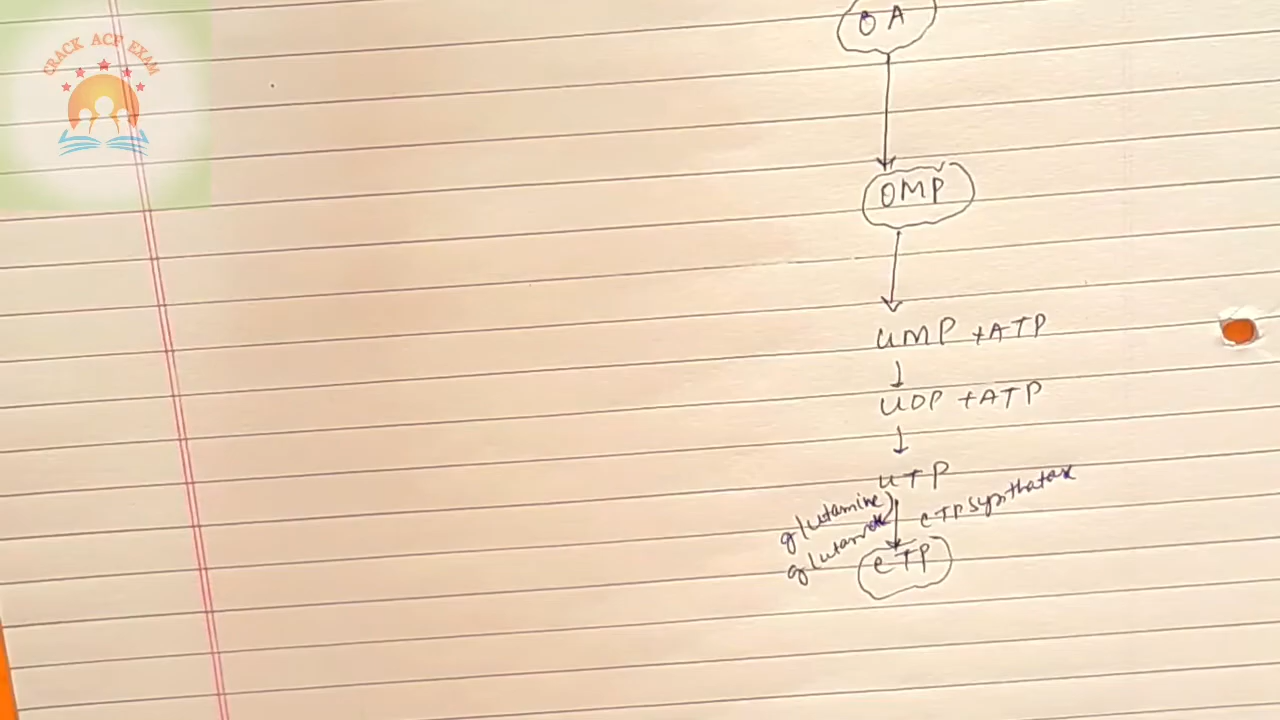 CRACK ACF EXAM
OA
OMP
UMP +ATP
UDP +ATP
UTP
glutamine
CTP synthatase
glutamate
CTP